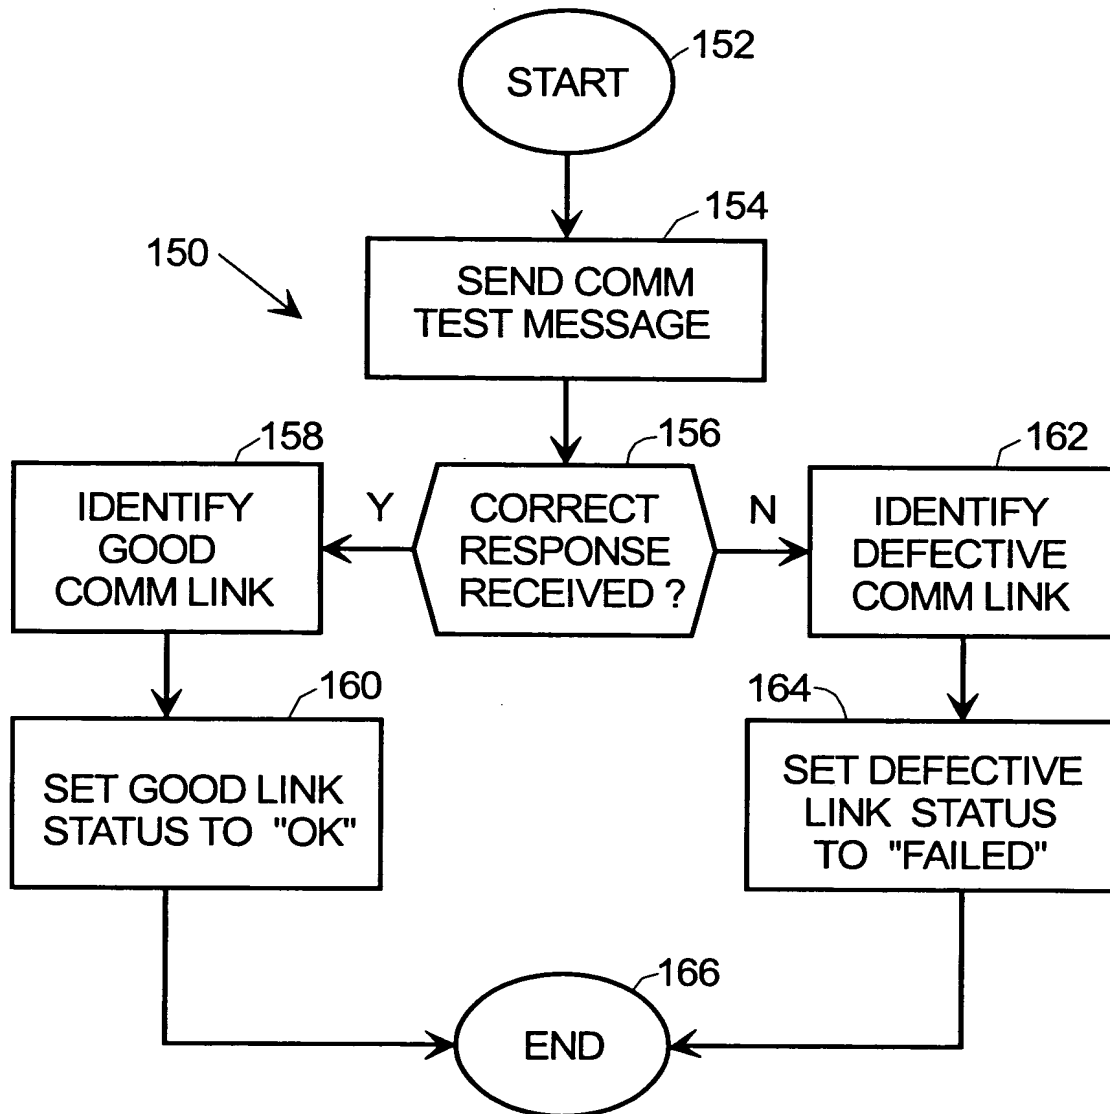 152
START
154
150
SEND COMM
TEST MESSAGE
158
156
162
IDENTIFY
GOOD
COMM LINK
Y
CORRECT
RESPONSE
RECEIVED ?
N
IDENTIFY
DEFECTIVE
COMM LINK
160
164
SET GOOD LINK
STATUS TO "OK"
SET DEFECTIVE
LINK STATUS
TO "FAILED"
166
END